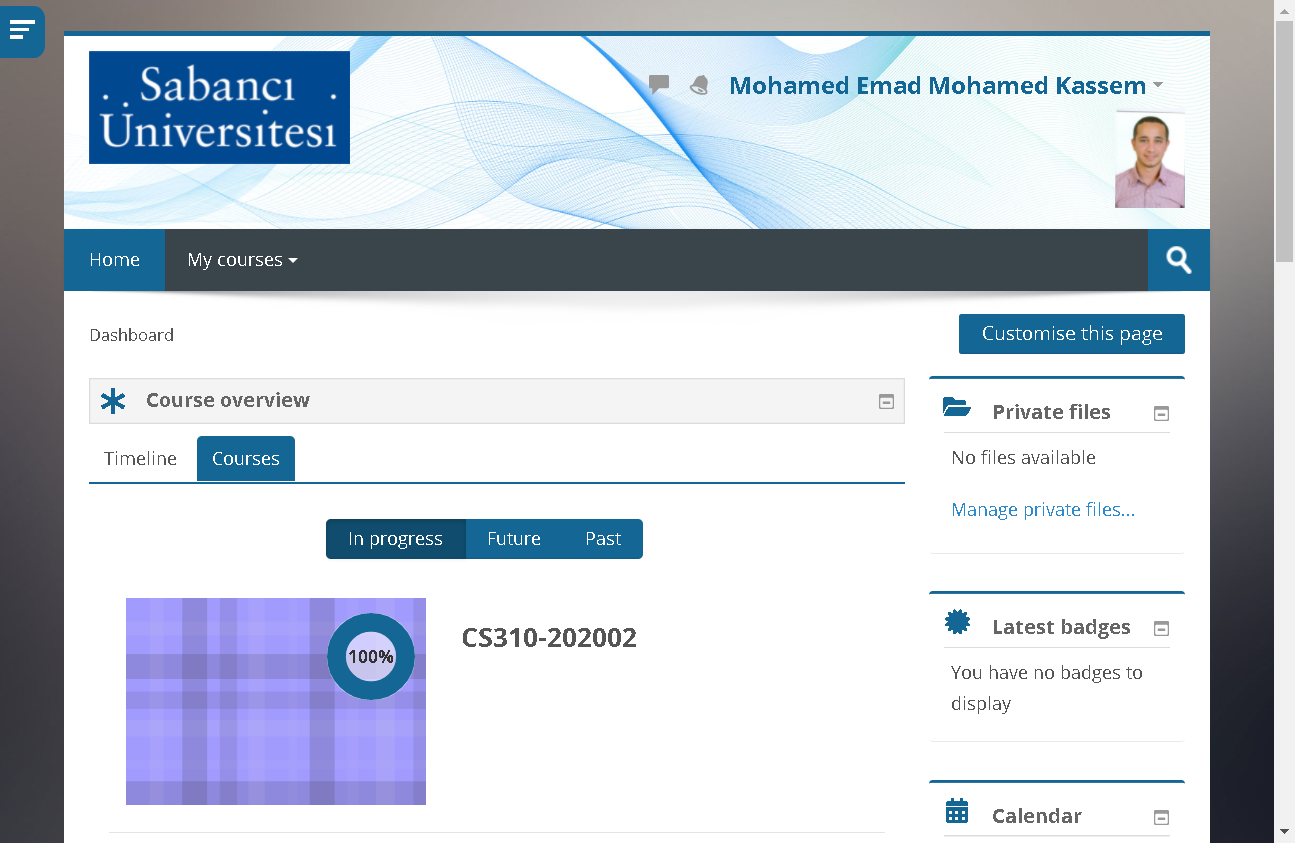 Sabancı
Üniversitesi
Mohamed Emad Mohamed Kassem
Home
My courses
Dashboard
Customise this page
Course overview
Timeline
Courses
In progress
Future
Past
100%
CS310-202002
Private files
No files available
Manage private files...
Latest badges
You have no badges to
display
Calendar